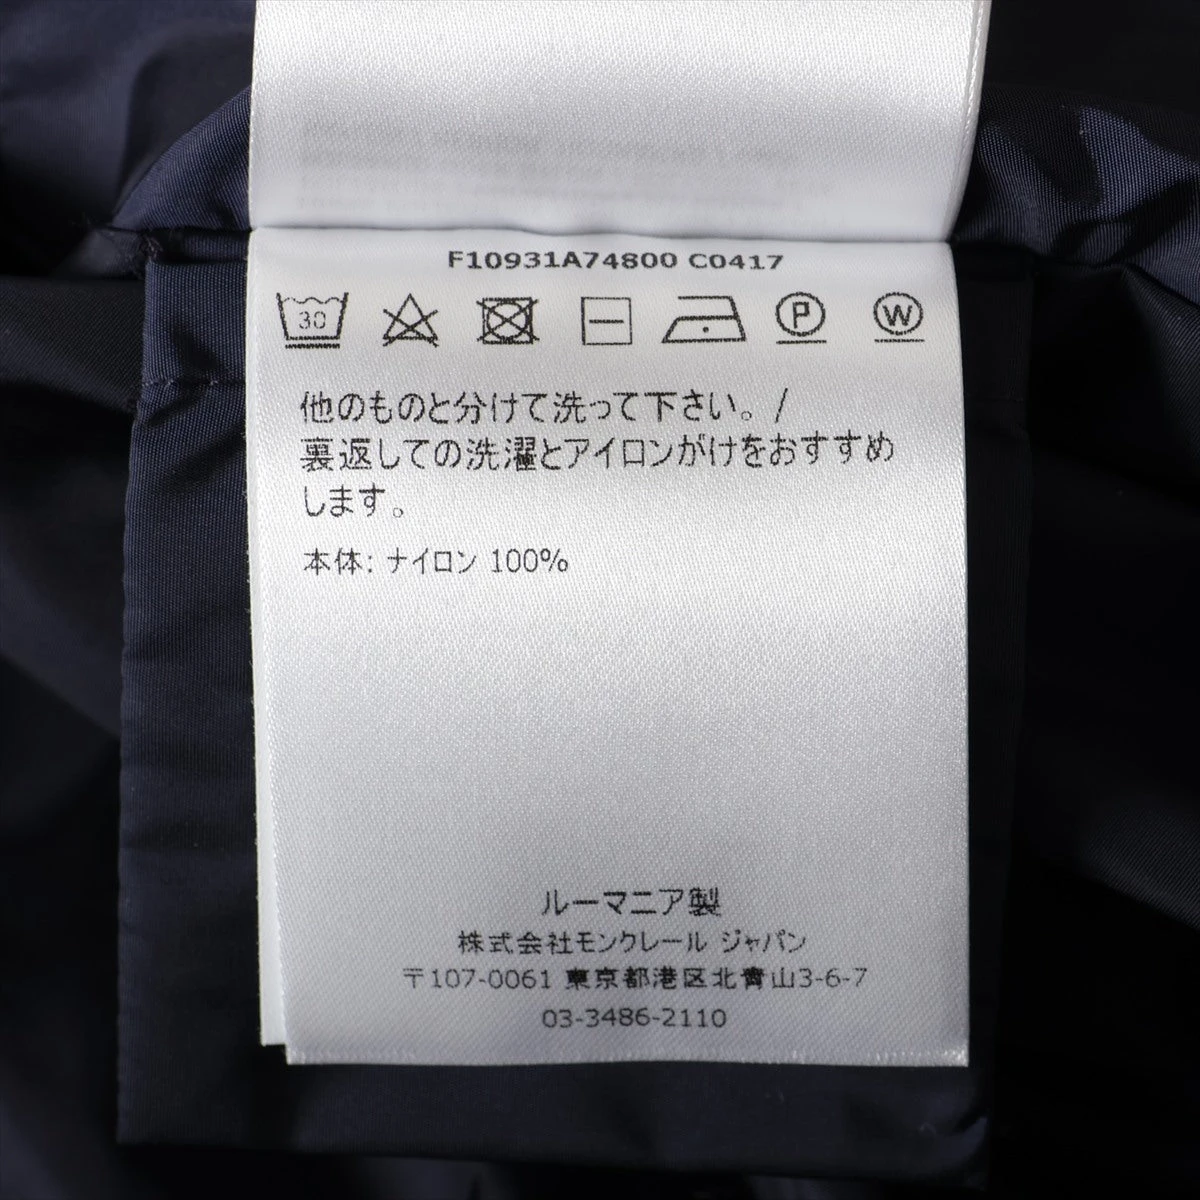 F10931A74800 C0417
30
P
W
他のものと分けて洗って下さい。/
裏返しての洗濯とアイロンがけをおすすめ
します。
本体: ナイロン 100%
ルーマニア製
株式会社モンクレール ジャパン
〒107-0061 東京都港区北青山3-6-7
03-3486-2110